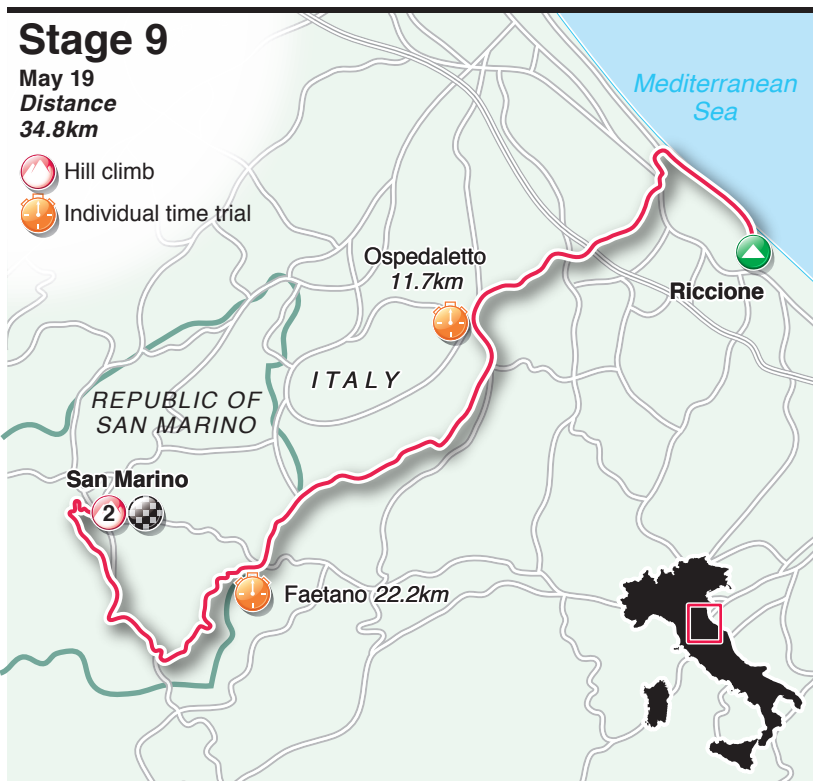 Stage 9
May 19
Distance
34.8km
Hill climb
Individual time trial
Mediterranean
Sea
Ospedaletto
11.7km
Riccione
ITALY
REPUBLIC OF
SAN MARINO
San Marino
2
Faetano 22.2km